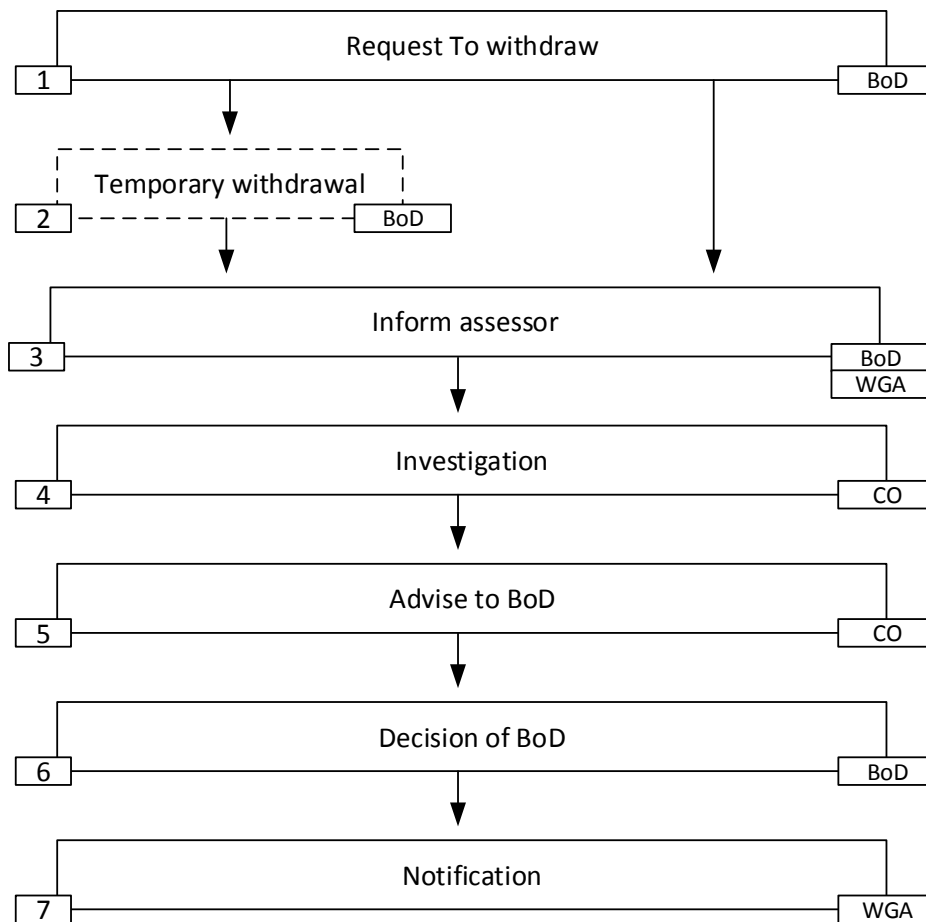 Request To withdraw
1
BoD
Temporary withdrawal
2
BoD
Inform assessor
3
BoD
WGA
Investigation
4
CO
Advise to BoD
5
CO
Decision of BoD
6
BoD
Notification
7
WGA